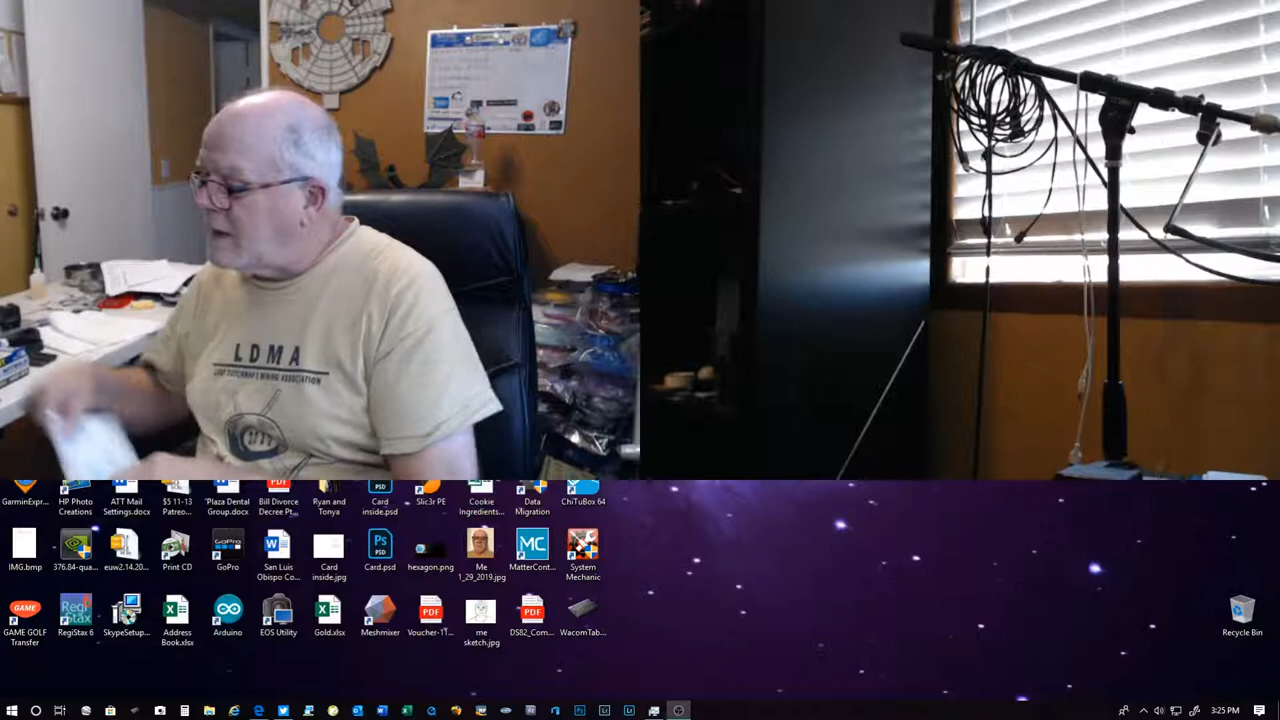 LDMA
LOST DUTCHMAN'S MINING ASSOCIATION
GarminExpr...
HP Photo Creations
ATT Mail Settings.docx
$5 11-13 Patreo...
"Plaza Dental Group.docx
Bill Divorce Decree Pt...
Ryan and Tonya
Card inside.psd
Slic3r PE
Cookie Ingredients...
Data Migration
ChiTuBox 64
IMG.bmp
376.84-qua...
euw2.14.20...
Print CD
GoPro
San Luis Obispo Co...
Card inside.jpg
Card.psd
hexagon.png
Me 1_29_2019.jpg
MatterCont...
System Mechanic
GAME GOLF Transfer
RegiStax 6
SkypeSetup...
Address Book.xlsx
Arduino
EOS Utility
Gold.xlsx
Meshmixer
Voucher-1T...
me sketch.jpg
DS82_Com...
WacomTab...
Recycle Bin
3:25 PM